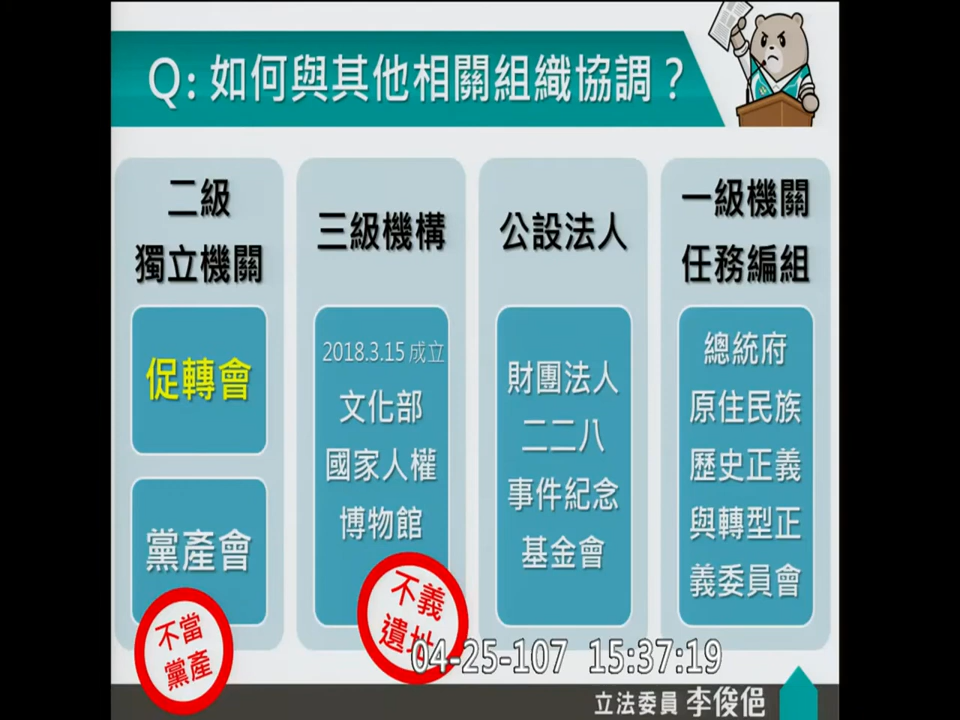 Q: 如何與其他相關組織協調？
二級
獨立機關
促轉會
黨產會
不當
黨產
三級機構
2018.3.15 成立
文化部
國家人權
博物館
不義
遺址
公設法人
財團法人
二二八
事件紀念
基金會
一級機關
任務編組
總統府
原住民族
歷史正義
與轉型正
義委員會
04-25-107 15:37:19
立法委員 李俊俋